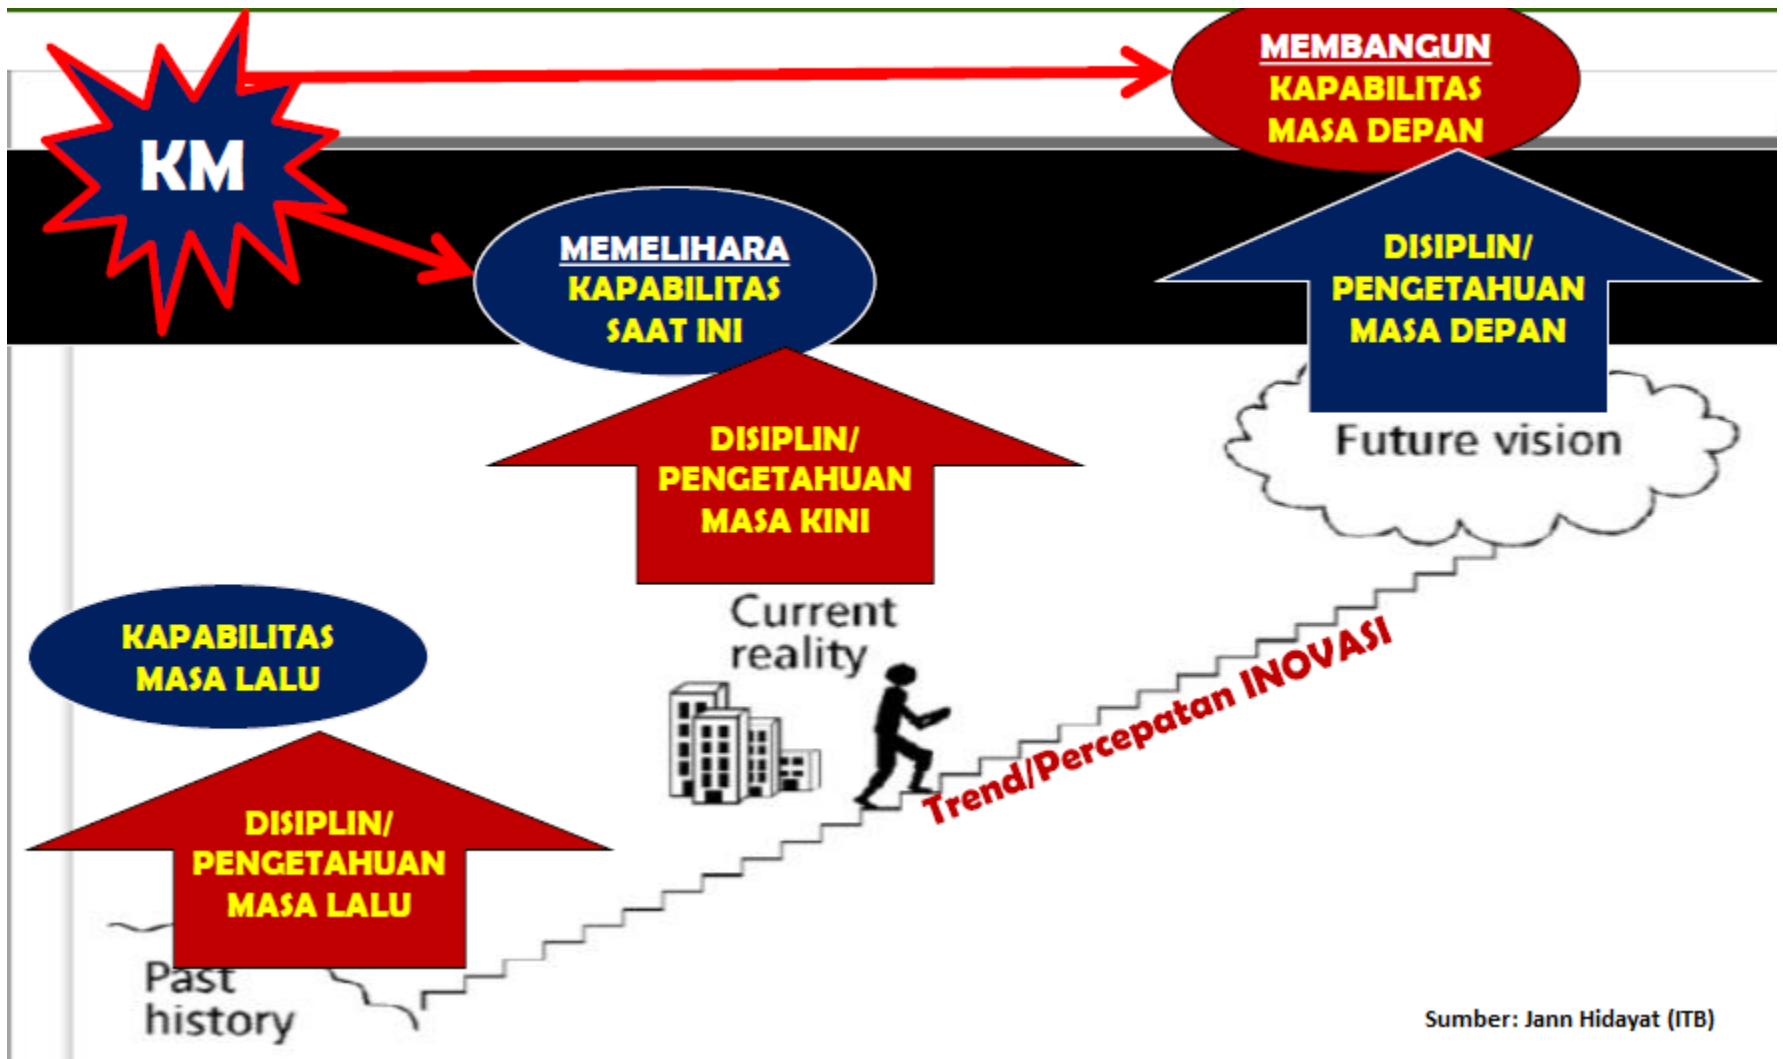 KM
MEMBANGUN
KAPABILITAS
MASA DEPAN
MEMELIHARA
KAPABILITAS
SAAT INI
DISIPLIN/
PENGETAHUAN
MASA DEPAN
Future vision
DISIPLIN/
PENGETAHUAN
MASA KINI
Current
reality
KAPABILITAS
MASA LALU
Trend/Percepatan INOVASI
DISIPLIN/
PENGETAHUAN
MASA LALU
Past
history
Sumber: Jann Hidayat (ITB)